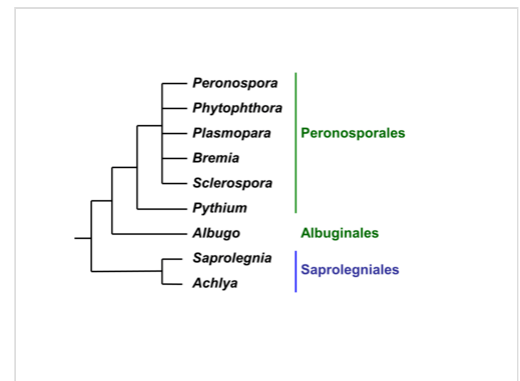 Peronospora
Phytophthora
Plasmopara
Peronosporales
Bremia
Sclerospora
Pythium
Albugo
Albuginales
Saprolegnia
Saprolegniales
Achlya